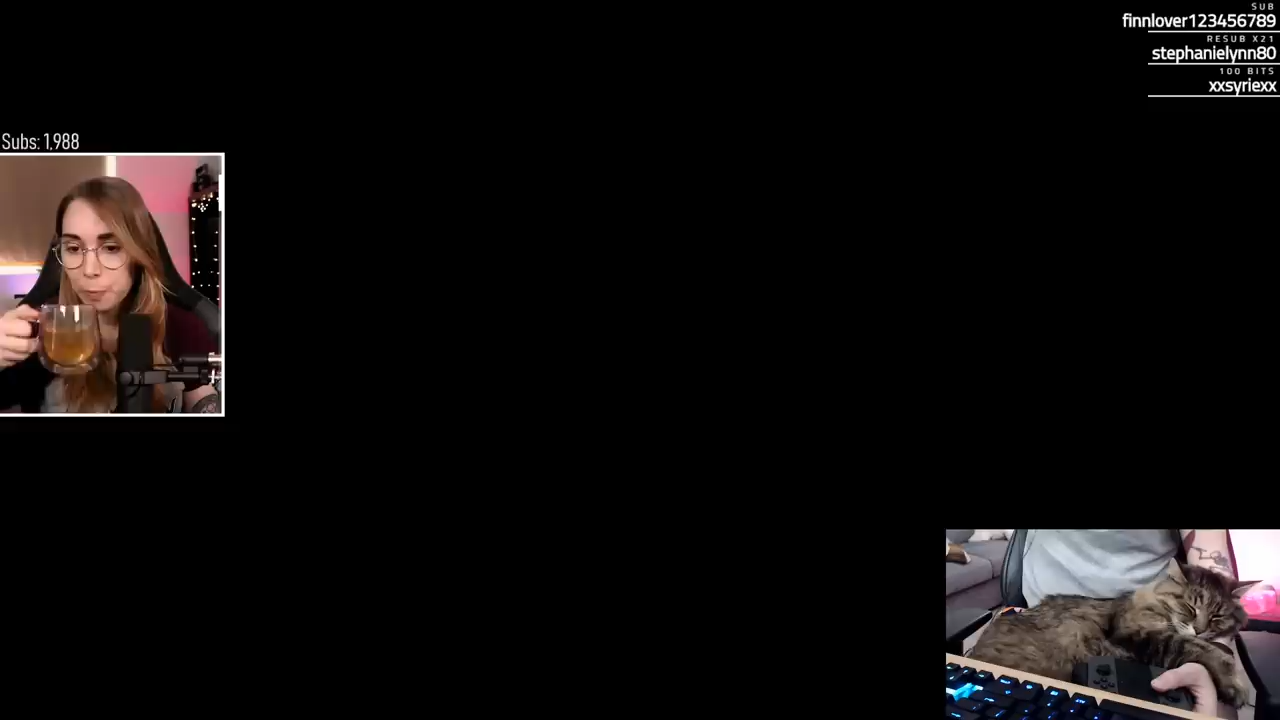 SUB
finnlover123456789
RESUB X21
stephanielynn80
100 BITS
xxsyriexx
Subs: 1,988